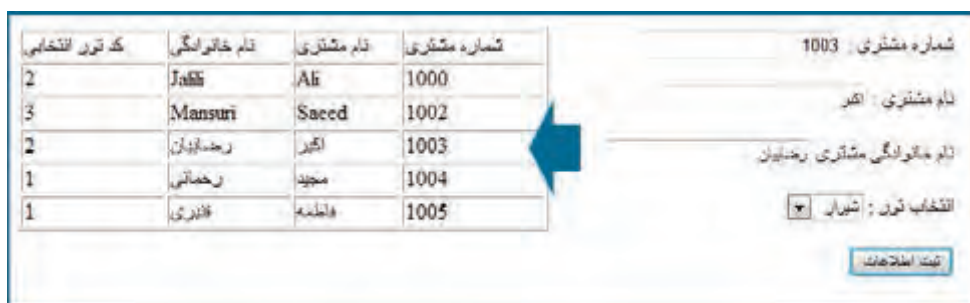 شماره مشتری : 1003
نام مشتری : اکبر
نام خانوادگی مشتری رضاییان
انتخاب تور : شیراز
ثبت اطلاعات
شماره مشتری نام مشتری نام خانوادگی کد تور انتخابی
1000 Ali Jalili 2
1002 Saeed Mansuri 3
1003 اکبر رضاییان 2
1004 مجید رحمانی 1
1005 فاطمه قادری 1